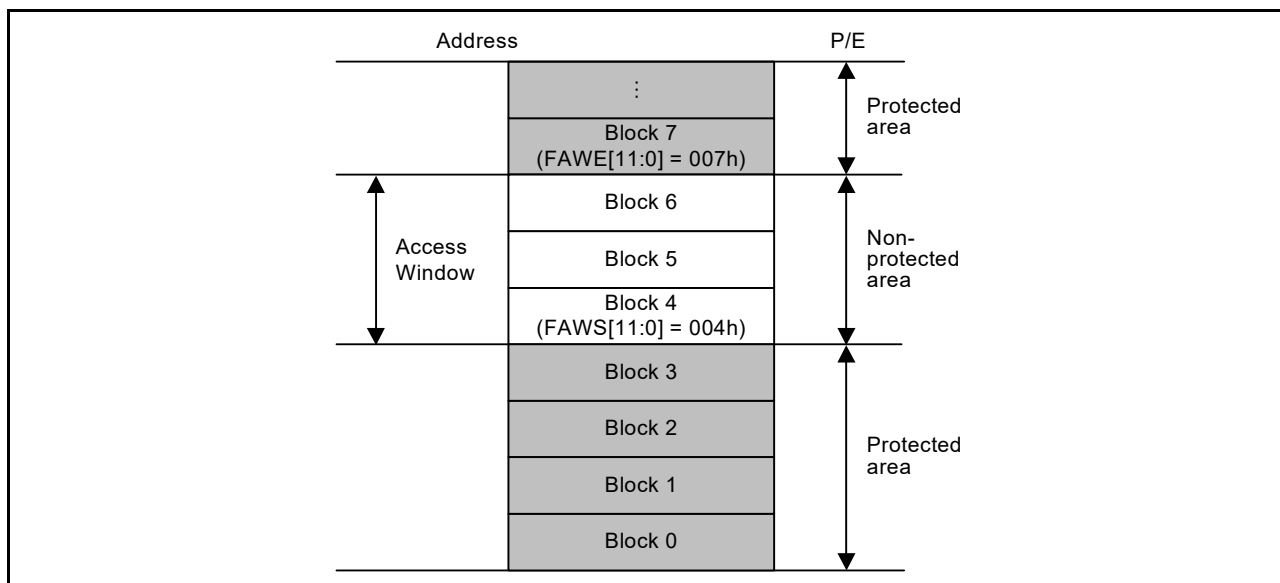 Address
P/E
⋮
Block 7
(FAWE[11:0] = 007h)
Protected
area
Block 6
Block 5
Block 4
(FAWS[11:0] = 004h)
Access
Window
Non-
protected
area
Block 3
Block 2
Block 1
Block 0
Protected
area